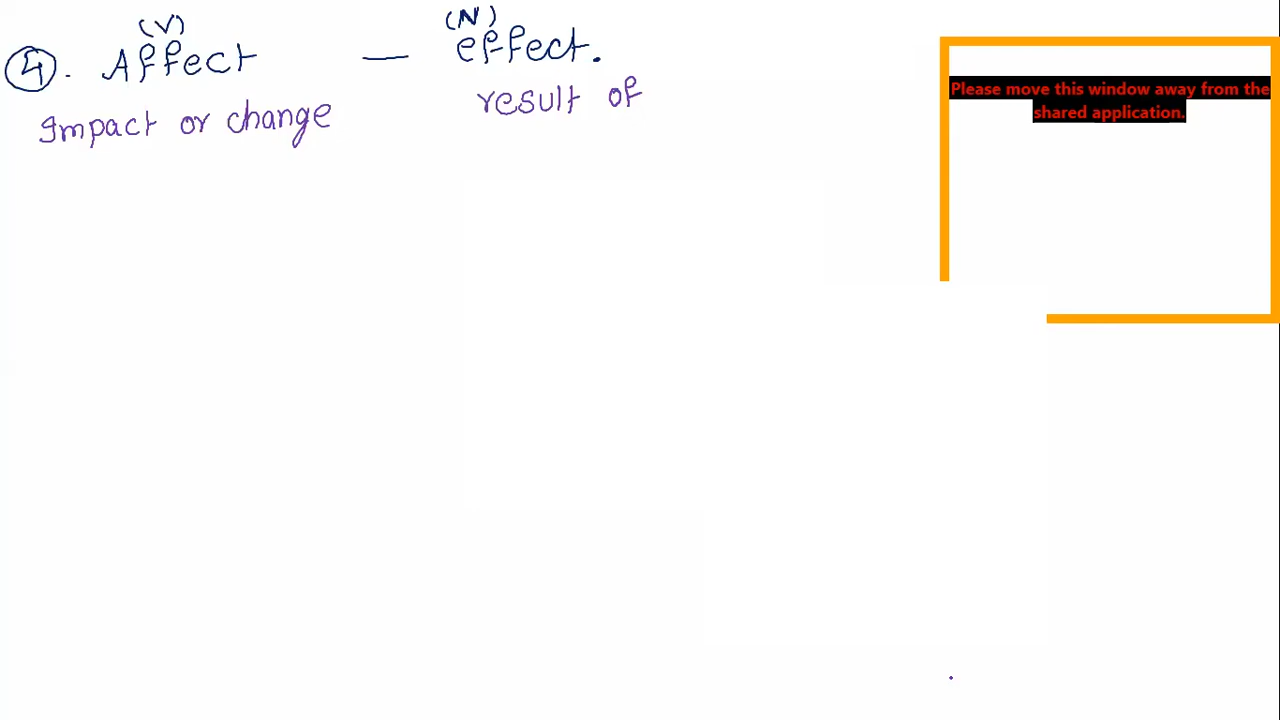 (V) (N)
4. Affect — effect.
Impact or change result of
Please move this window away from the
shared application.